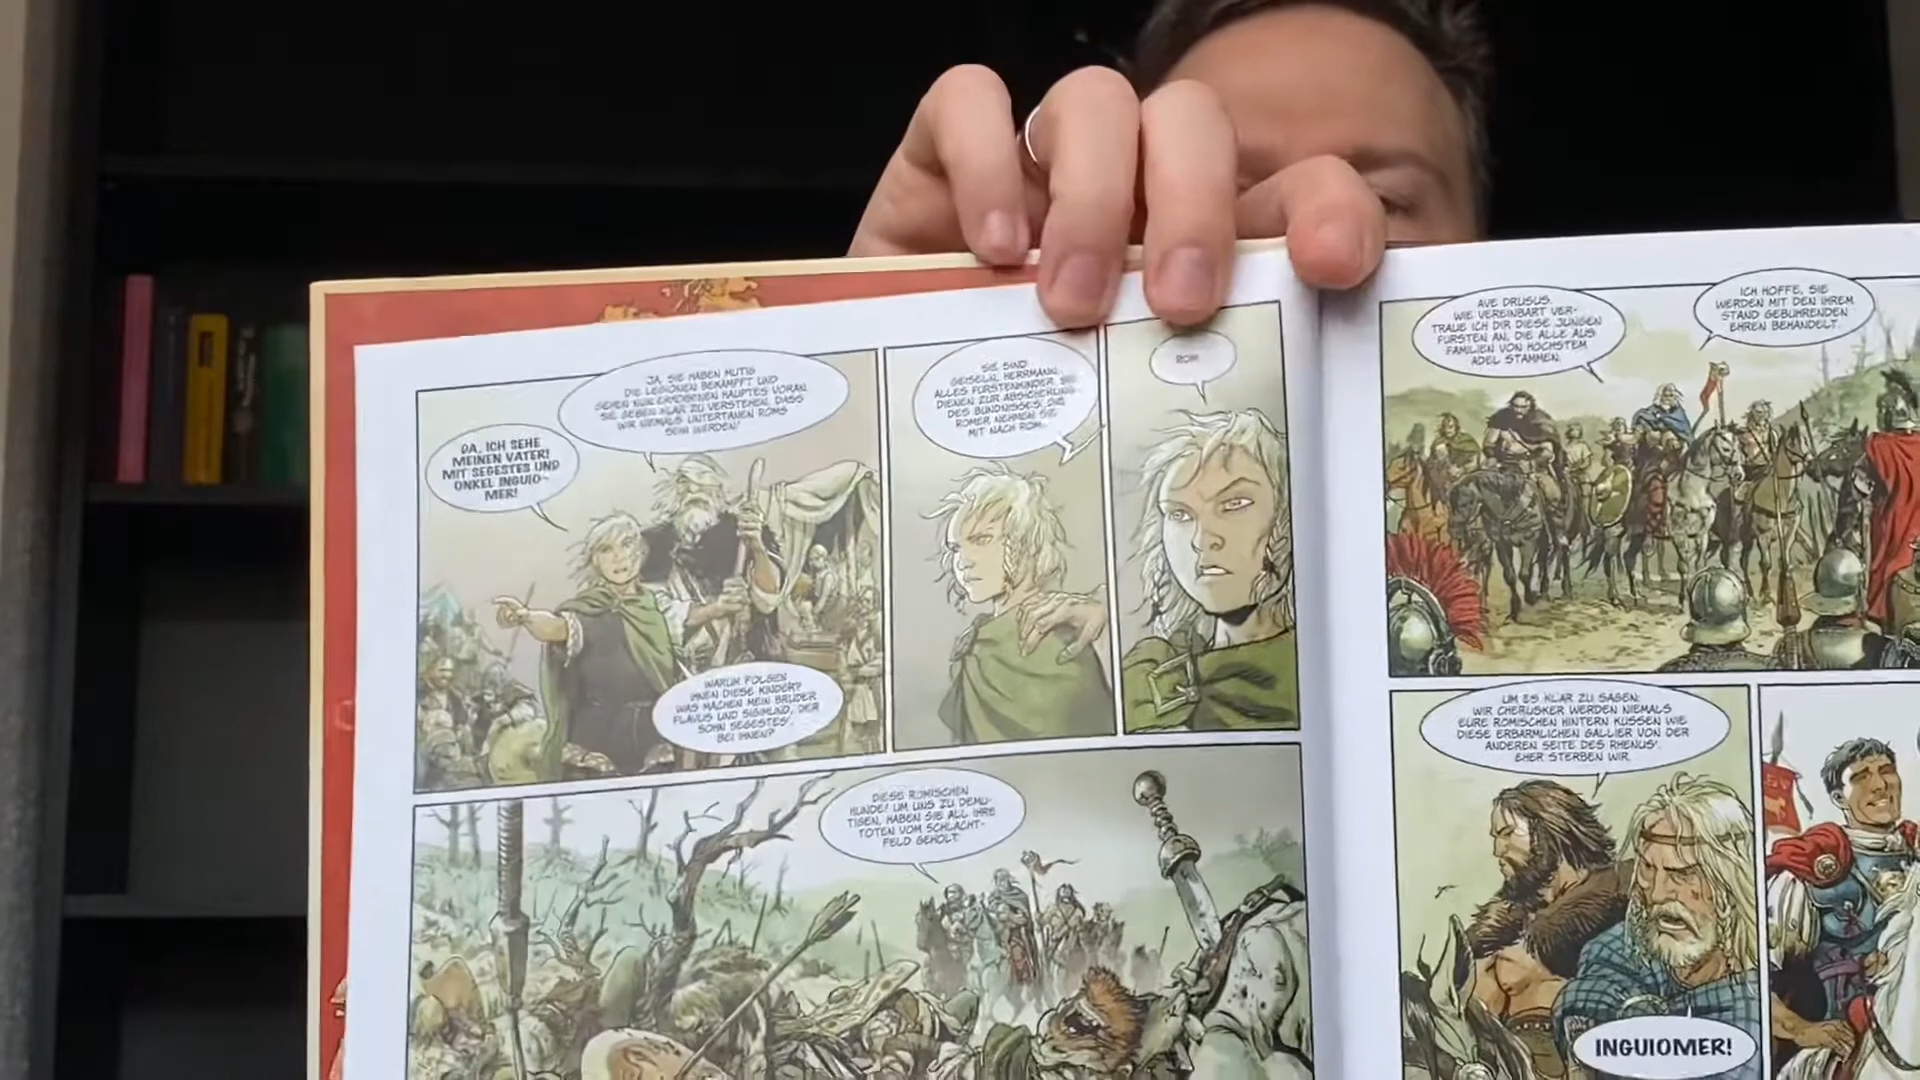 JA, SIE HABEN MUTIG
DIE LEGIONEN BEKÄMPFT UND
GEHEN NUN ERHOBENEN HAUPTES VORAN.
SIE GEBEN KLAR ZU VERSTEHEN, DASS
WIR NIEMALS UNTERTANEN ROMS
SEIN WERDEN!
DA, ICH SEHE
MEINEN VATER!
MIT SEGESTES UND
ONKEL INGUIO-
MER!
WARUM FOLGEN
IHNEN DIESE KINDER?
WAS MACHEN MEIN BRUDER
FLAVUS UND SIGIMUND, DER
SOHN SEGESTES',
BEI IHNEN?
SIE SIND
GEISELN, HERRMANN.
ALLES FÜRSTENKINDER. SIE
DIENEN ZUR ABSICHERUNG
DES BÜNDNISSES. DIE
RÖMER NEHMEN SIE
MIT NACH ROM.
ROM
DIESE RÖMISCHEN
HUNDE! UM UNS ZU DEMÜ-
TIGEN, HABEN SIE ALL IHRE
TOTEN VOM SCHLACHT-
FELD GEHOLT.
AVE DRUSUS.
WIE VEREINBART VER-
TRAUE ICH DIR DIESE JUNGEN
FÜRSTEN AN, DIE ALLE AUS
FAMILIEN VON HÖCHSTEM
ADEL STAMMEN.
ICH HOFFE, SIE
WERDEN MIT DEN IHREM
STAND GEBÜHRENDEN
EHREN BEHANDELT.
UM ES KLAR ZU SAGEN:
WIR CHERUSKER WERDEN NIEMALS
EURE RÖMISCHEN HINTERN KÜSSEN WIE
DIESE ERBÄRMLICHEN GALLIER VON DER
ANDEREN SEITE DES RHENUS*.
EHER STERBEN WIR.
INGUIOMER!